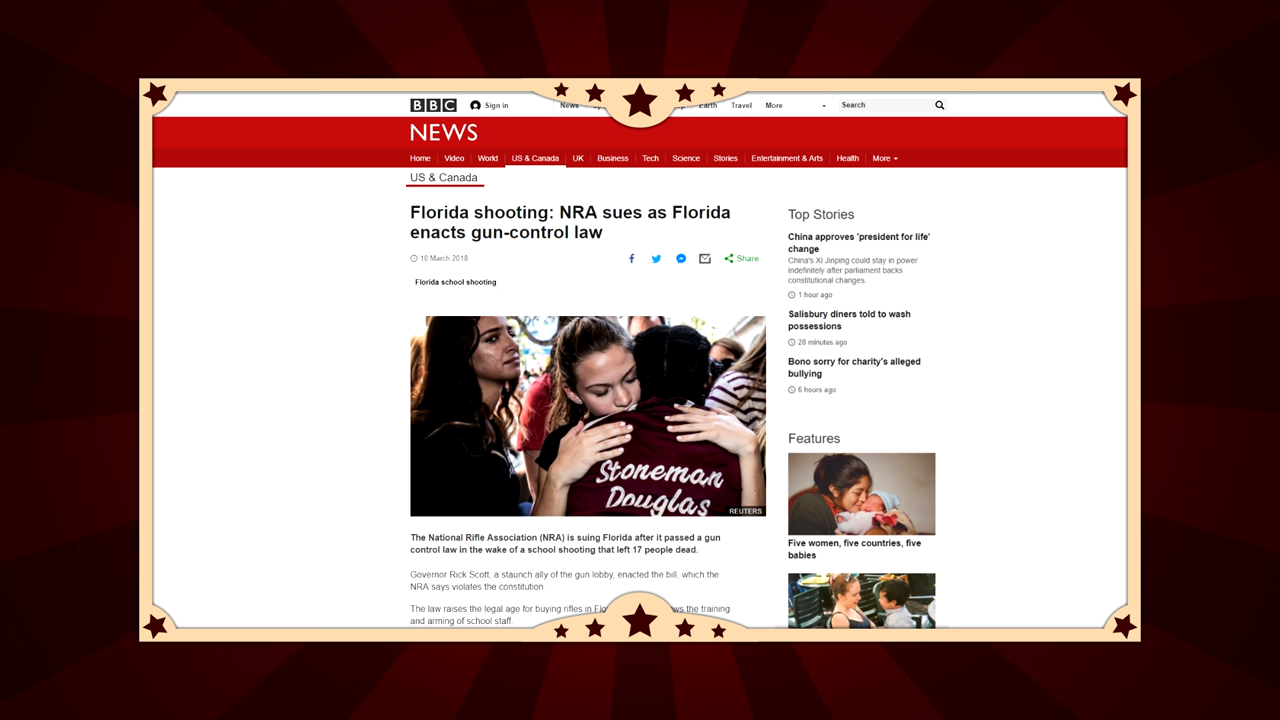 BBC Sign in News Earth Travel More Search
NEWS
Home Video World US & Canada UK Business Tech Science Stories Entertainment & Arts Health More
US & Canada
Florida shooting: NRA sues as Florida
enacts gun-control law
10 March 2018
Share
Florida school shooting
Stoneman
Douglas
REUTERS
The National Rifle Association (NRA) is suing Florida after it passed a gun
control law in the wake of a school shooting that left 17 people dead.
Governor Rick Scott, a staunch ally of the gun lobby, enacted the bill, which the
NRA says violates the constitution
The law raises the legal age for buying rifles in the training
and arming of school staff.
Top Stories
China approves 'president for life'
change
China's Xi Jinping could stay in power
indefinitely after parliament backs
constitutional changes.
1 hour ago
Salisbury diners told to wash
possessions
28 minutes ago
Bono sorry for charity's alleged
bullying
6 hours ago
Features
Five women, five countries, five
babies